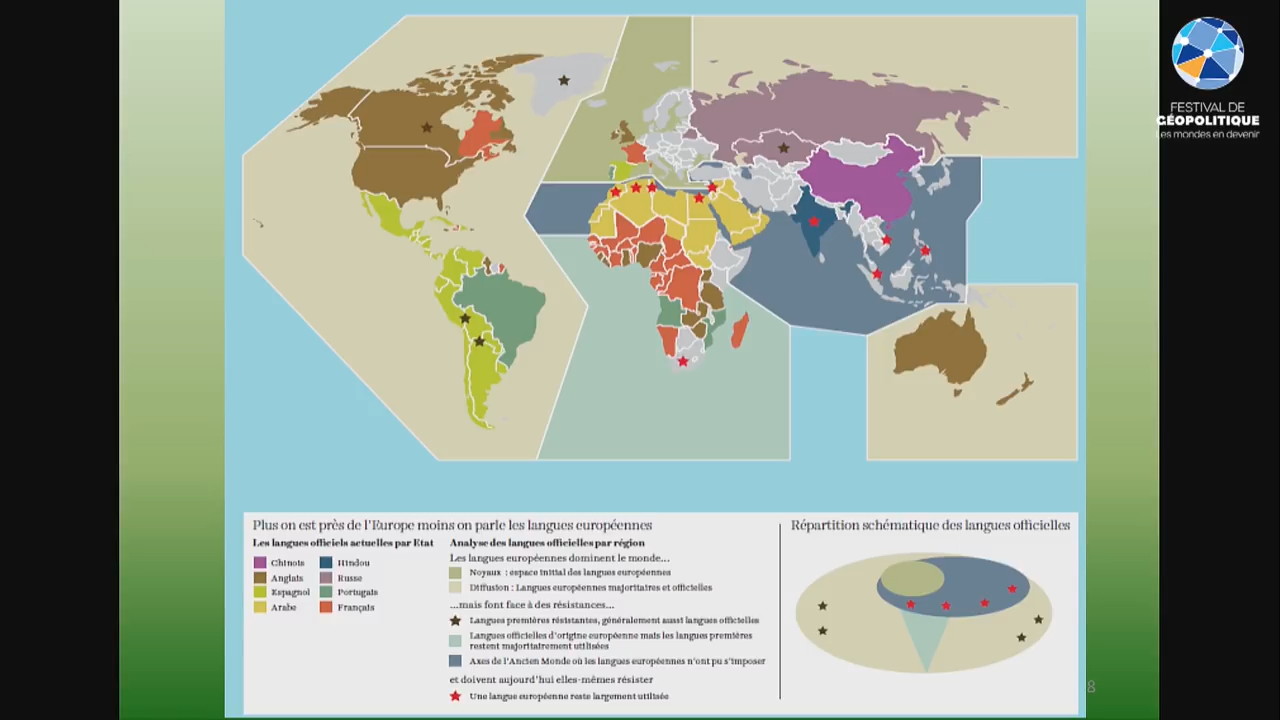 FESTIVAL DE
GÉOPOLITIQUE
Les mondes en devenir
Plus on est près de l'Europe moins on parle les langues européennes
Les langues officiels actuelles par Etat
Chinois
Anglais
Espagnol
Arabe
Hindou
Russe
Portugais
Français
Analyse des langues officielles par région
Les langues européennes dominent le monde...
Noyaux : espace initial des langues européennes
Diffusion : Langues européennes majoritaires et officielles
...mais font face à des résistances...
Langues premières résistantes, généralement aussi langues officielles
Langues officielles d'origine européenne mais les langues premières
restent majoritairement utilisées
Axes de l'Ancien Monde où les langues européennes n'ont pu s'imposer
et doivent aujourd'hui elles-mêmes résister
Une langue européenne reste largement utilisée
Répartition schématique des langues officielles
8